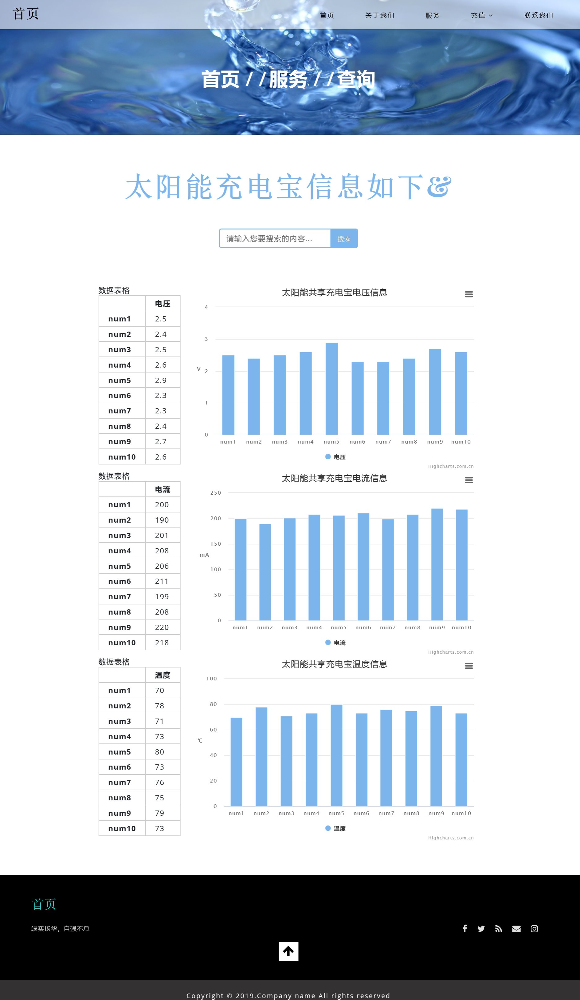 首页
首页 关于我们 服务 充值 联系我们
首页 / / 服务 / / 查询
太阳能充电宝信息如下&
请输入您要搜索的内容... 搜索
数据表格
电压
num1 2.5
num2 2.4
num3 2.5
num4 2.6
num5 2.9
num6 2.3
num7 2.3
num8 2.4
num9 2.7
num10 2.6
太阳能共享充电宝电压信息
4
3
V 2
1
0
num1 num2 num3 num4 num5 num6 num7 num8 num9 num10
电压
Highcharts.com.cn
数据表格
电流
num1 200
num2 190
num3 201
num4 208
num5 206
num6 211
num7 199
num8 208
num9 220
num10 218
太阳能共享充电宝电流信息
250
200
150
mA
100
50
0
num1 num2 num3 num4 num5 num6 num7 num8 num9 num10
电流
Highcharts.com.cn
数据表格
温度
num1 70
num2 78
num3 71
num4 73
num5 80
num6 73
num7 76
num8 75
num9 79
num10 73
太阳能共享充电宝温度信息
100
80
60
℃
40
20
0
num1 num2 num3 num4 num5 num6 num7 num8 num9 num10
温度
Highcharts.com.cn
首页
竢实扬华，自强不息
Copyright © 2019.Company name All rights reserved